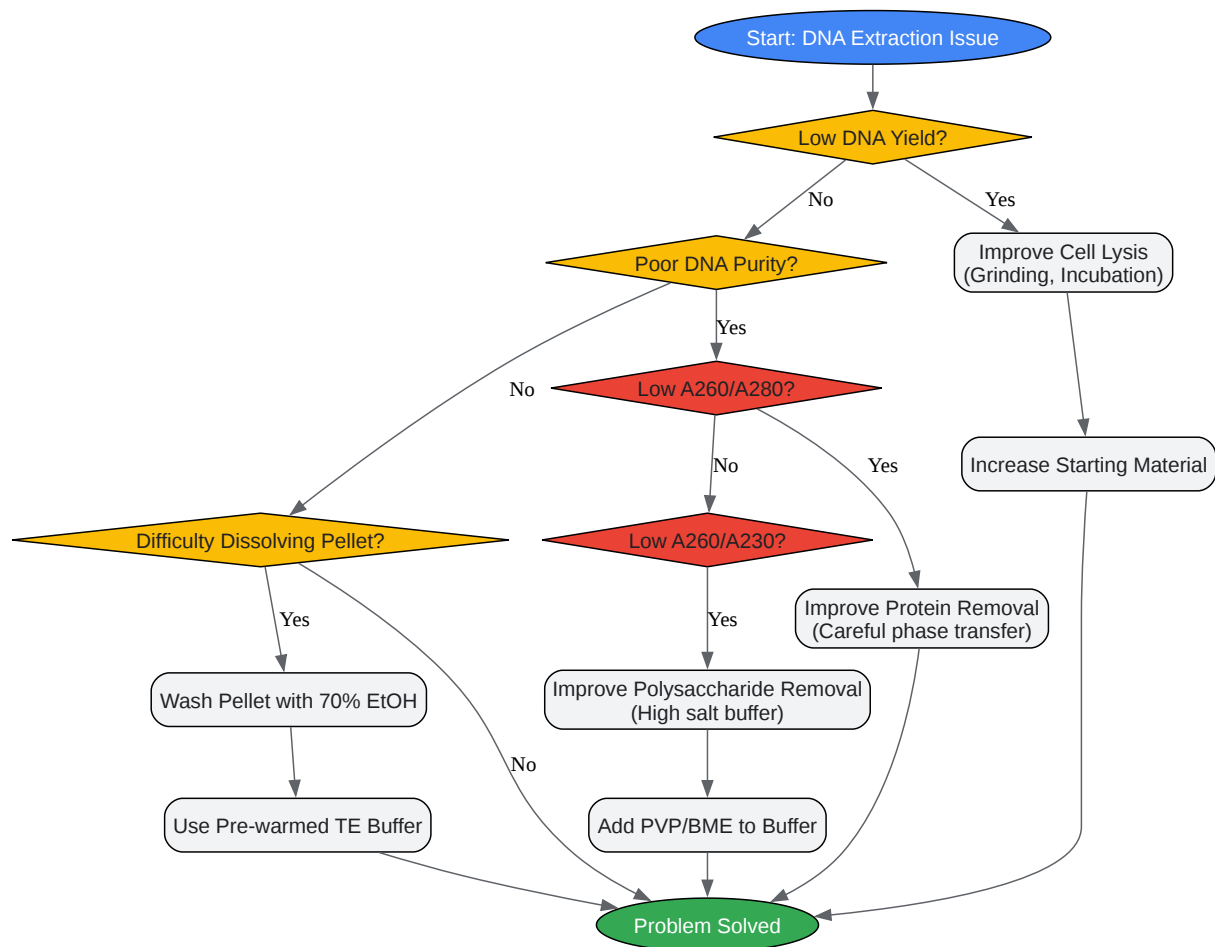 Start: DNA Extraction Issue
Low DNA Yield?
No
Yes
Poor DNA Purity?
Improve Cell Lysis
(Grinding, Incubation)
Yes
No
Low A260/A280?
No
Yes
Increase Starting Material
Difficulty Dissolving Pellet?
Low A260/A230?
Yes
Yes
Improve Protein Removal
(Careful phase transfer)
Wash Pellet with 70% EtOH
Improve Polysaccharide Removal
(High salt buffer)
No
Use Pre-warmed TE Buffer
Add PVP/BME to Buffer
Problem Solved